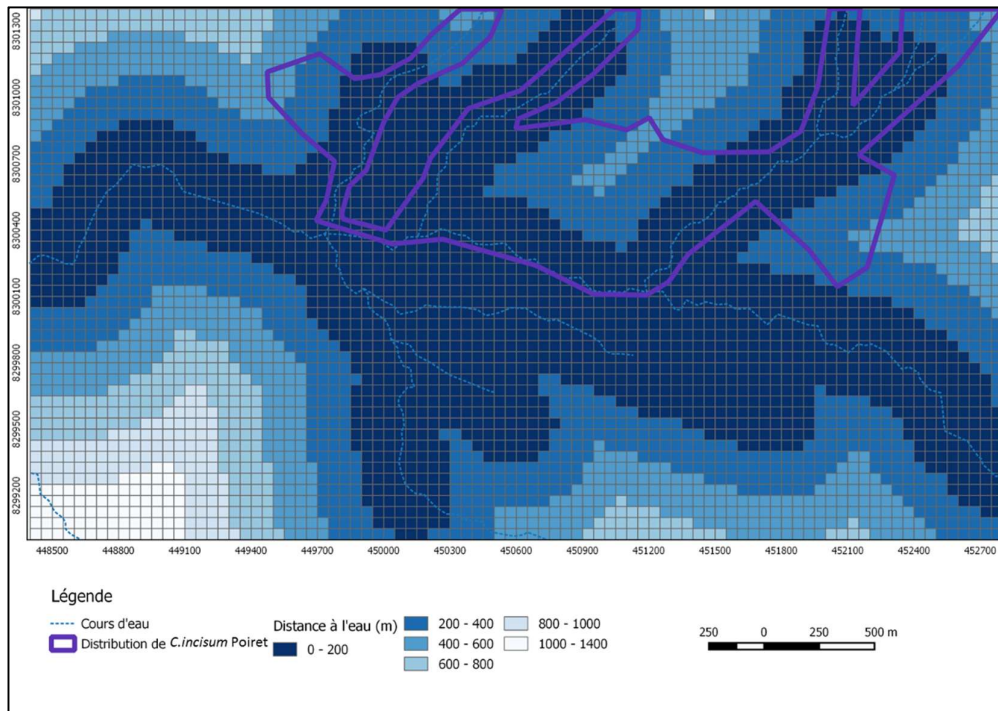 8301300
8301000
8300700
8300400
8300100
8299800
8299500
8299200
448500 448800 449100 449400 449700 450000 450300 450600 450900 451200 451500 451800 452100 452400 452700
Légende
Cours d'eau
Distribution de C.incisum Poiret
Distance à l'eau (m)
0 - 200
200 - 400
400 - 600
600 - 800
800 - 1000
1000 - 1400
250 0 250 500 m